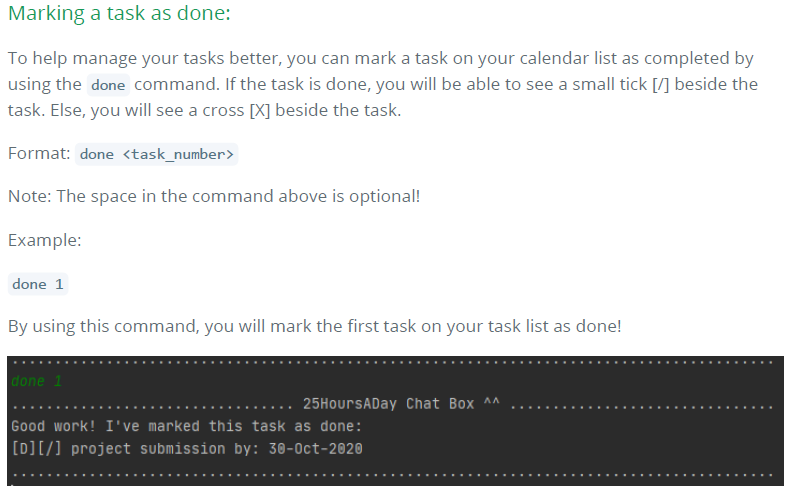 Marking a task as done:
To help manage your tasks better, you can mark a task on your calendar list as completed by
using the done command. If the task is done, you will be able to see a small tick [/] beside the
task. Else, you will see a cross [X] beside the task.
Format: done <task_number>
Note: The space in the command above is optional!
Example:
done 1
By using this command, you will mark the first task on your task list as done!
done 1
................................. 25HoursADay Chat Box ^^ ...............................
Good work! I've marked this task as done:
[D][/] project submission by: 30-Oct-2020